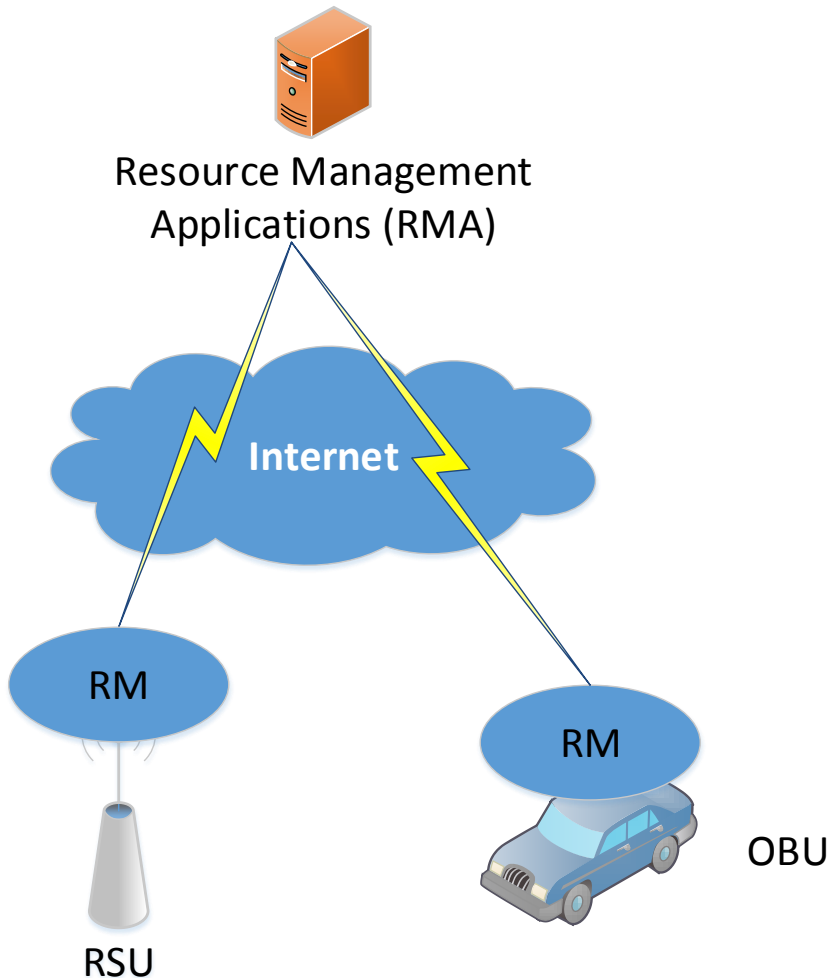 Resource Management
Applications (RMA)
Internet
RM
RM
OBU
RSU